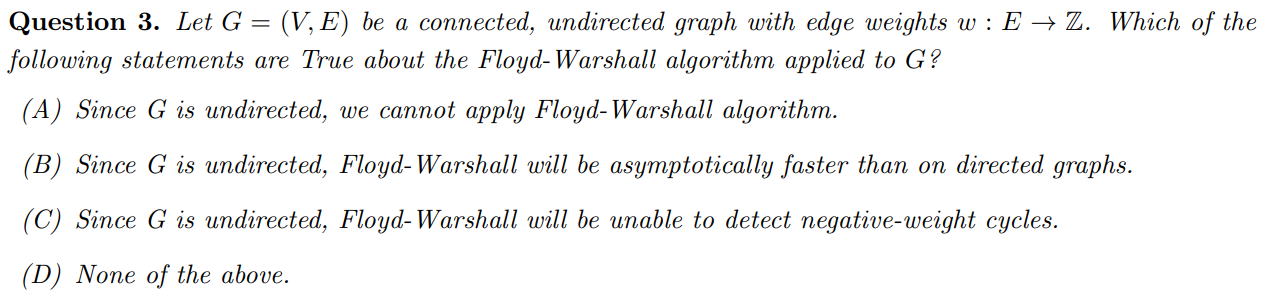 Question 3. Let G = (V, E) be a connected, undirected graph with edge weights w : E → ℤ. Which of the
following statements are True about the Floyd-Warshall algorithm applied to G?
(A) Since G is undirected, we cannot apply Floyd-Warshall algorithm.
(B) Since G is undirected, Floyd-Warshall will be asymptotically faster than on directed graphs.
(C) Since G is undirected, Floyd-Warshall will be unable to detect negative-weight cycles.
(D) None of the above.